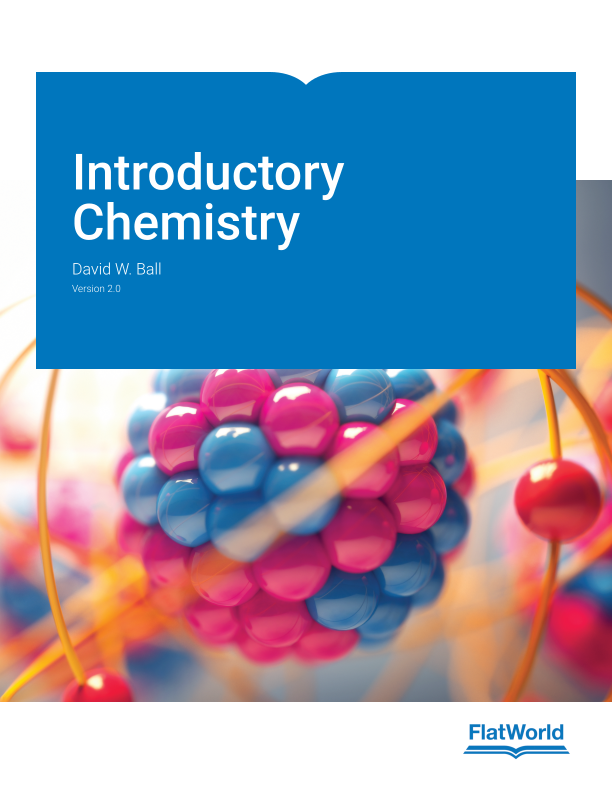 Introductory
Chemistry
David W. Ball
Version 2.0
FlatWorld